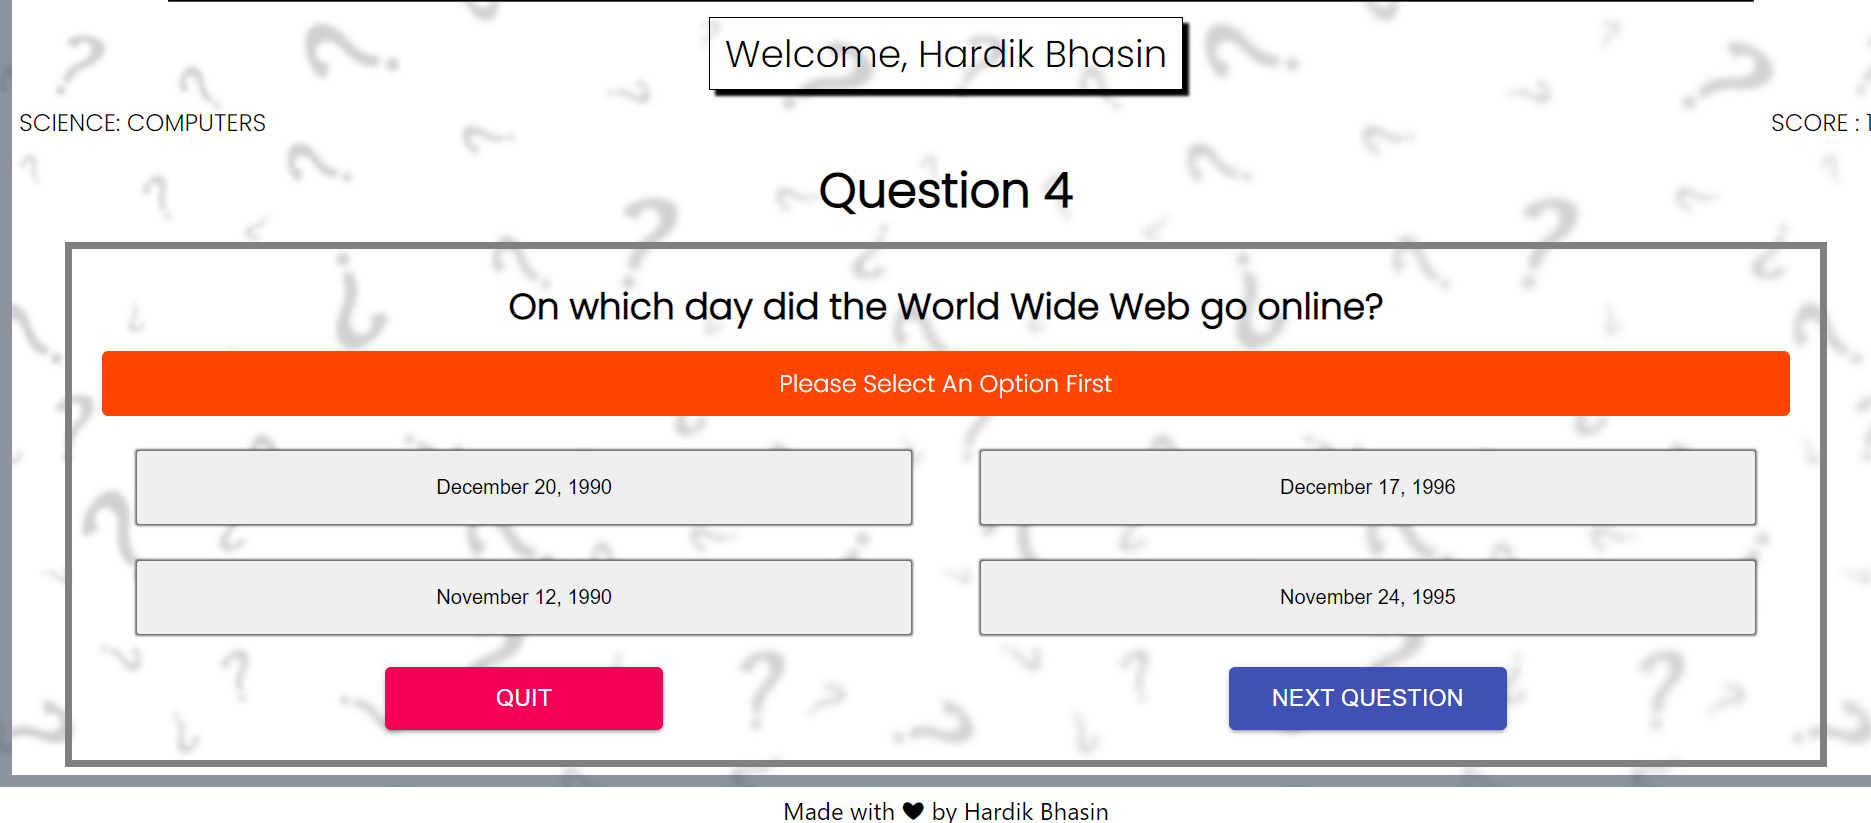 Welcome, Hardik Bhasin
SCIENCE: COMPUTERS
SCORE : 1
Question 4
On which day did the World Wide Web go online?
Please Select An Option First
December 20, 1990
December 17, 1996
November 12, 1990
November 24, 1995
QUIT
NEXT QUESTION
Made with ♥ by Hardik Bhasin